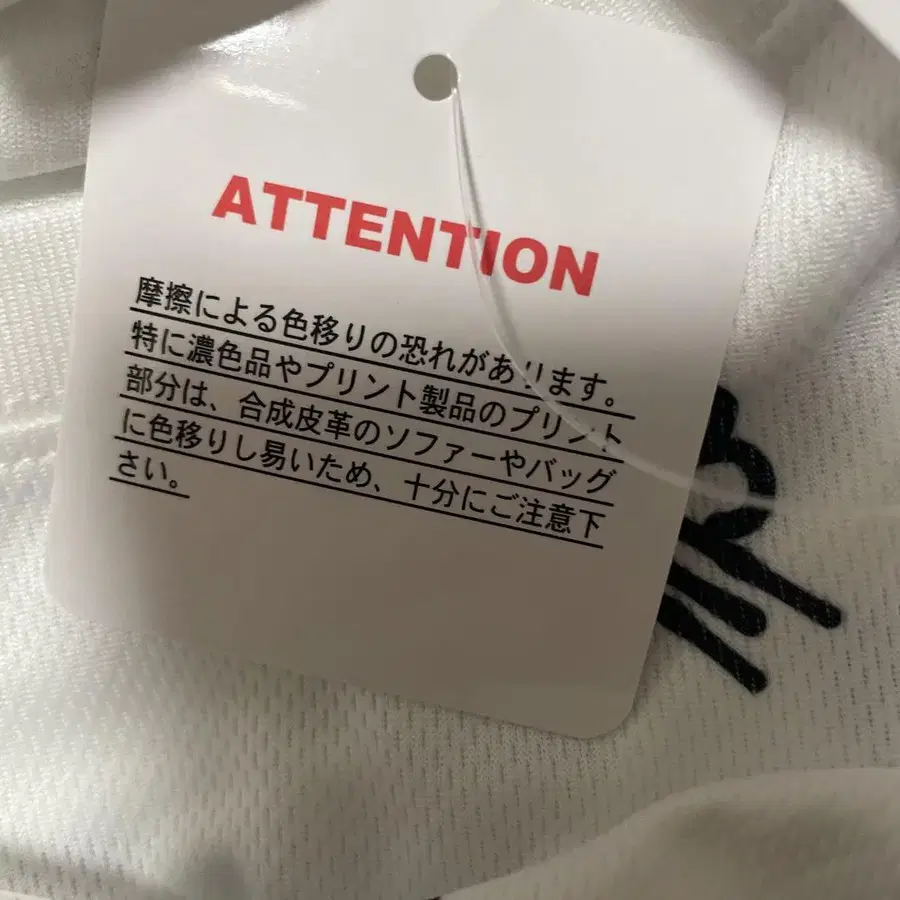 ATTENTION
摩擦による色移りの恐れがあります。
特に濃色品やプリント製品のプリント
部分は、合成皮革のソファーやバッグ
に色移りし易いため、十分にご注意下
さい。